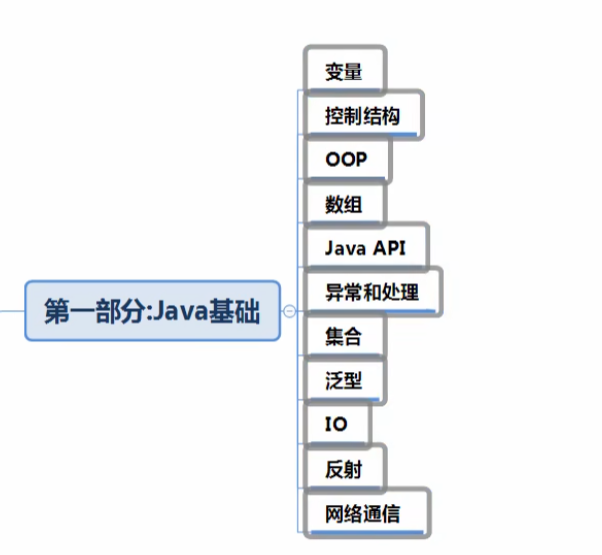 变量
控制结构
OOP
数组
Java API
异常和处理
第一部分:Java基础
集合
泛型
IO
反射
网络通信